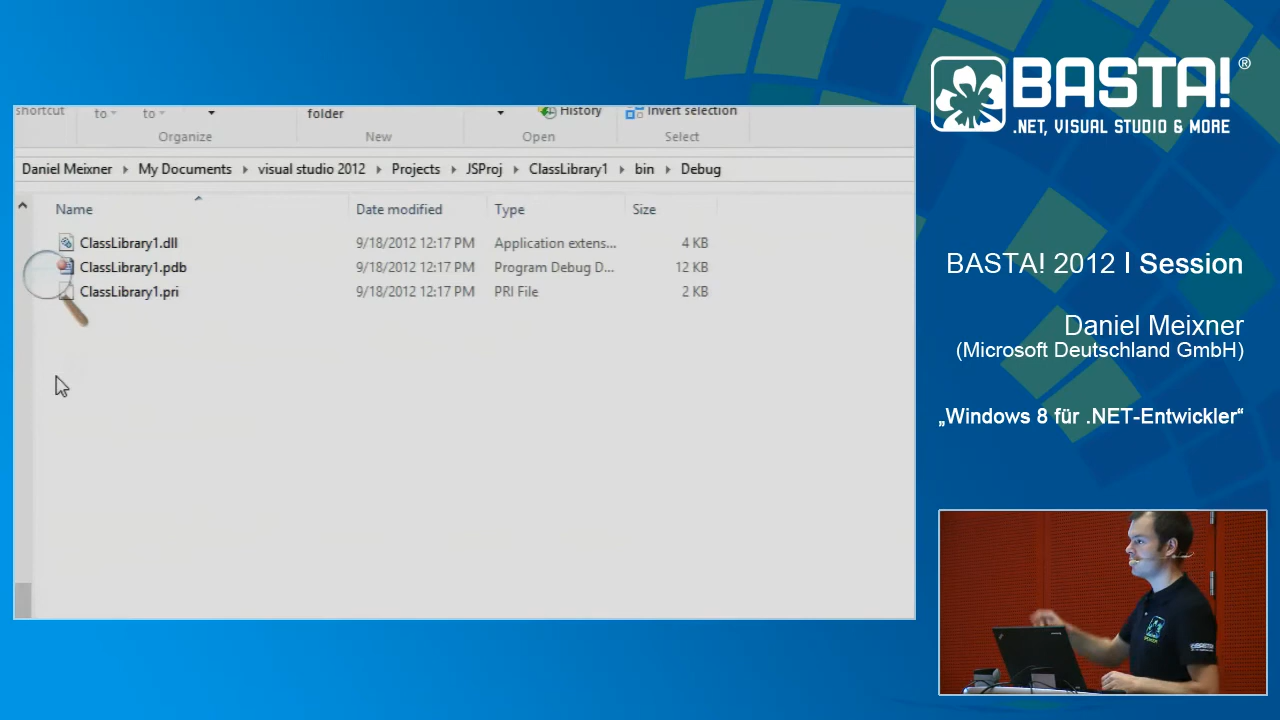 shortcut
to
to
folder
History
Invert selection
Organize
New
Open
Select
Daniel Meixner
My Documents
visual studio 2012
Projects
JSProj
ClassLibrary1
bin
Debug
Name
Date modified
Type
Size
ClassLibrary1.dll
9/18/2012 12:17 PM
Application extens...
4 KB
ClassLibrary1.pdb
9/18/2012 12:17 PM
Program Debug D...
12 KB
ClassLibrary1.pri
9/18/2012 12:17 PM
PRI File
2 KB
BASTA!®
.NET, VISUAL STUDIO & MORE
BASTA! 2012 I Session
Daniel Meixner
(Microsoft Deutschland GmbH)
„Windows 8 für .NET-Entwickler“
BASTA!